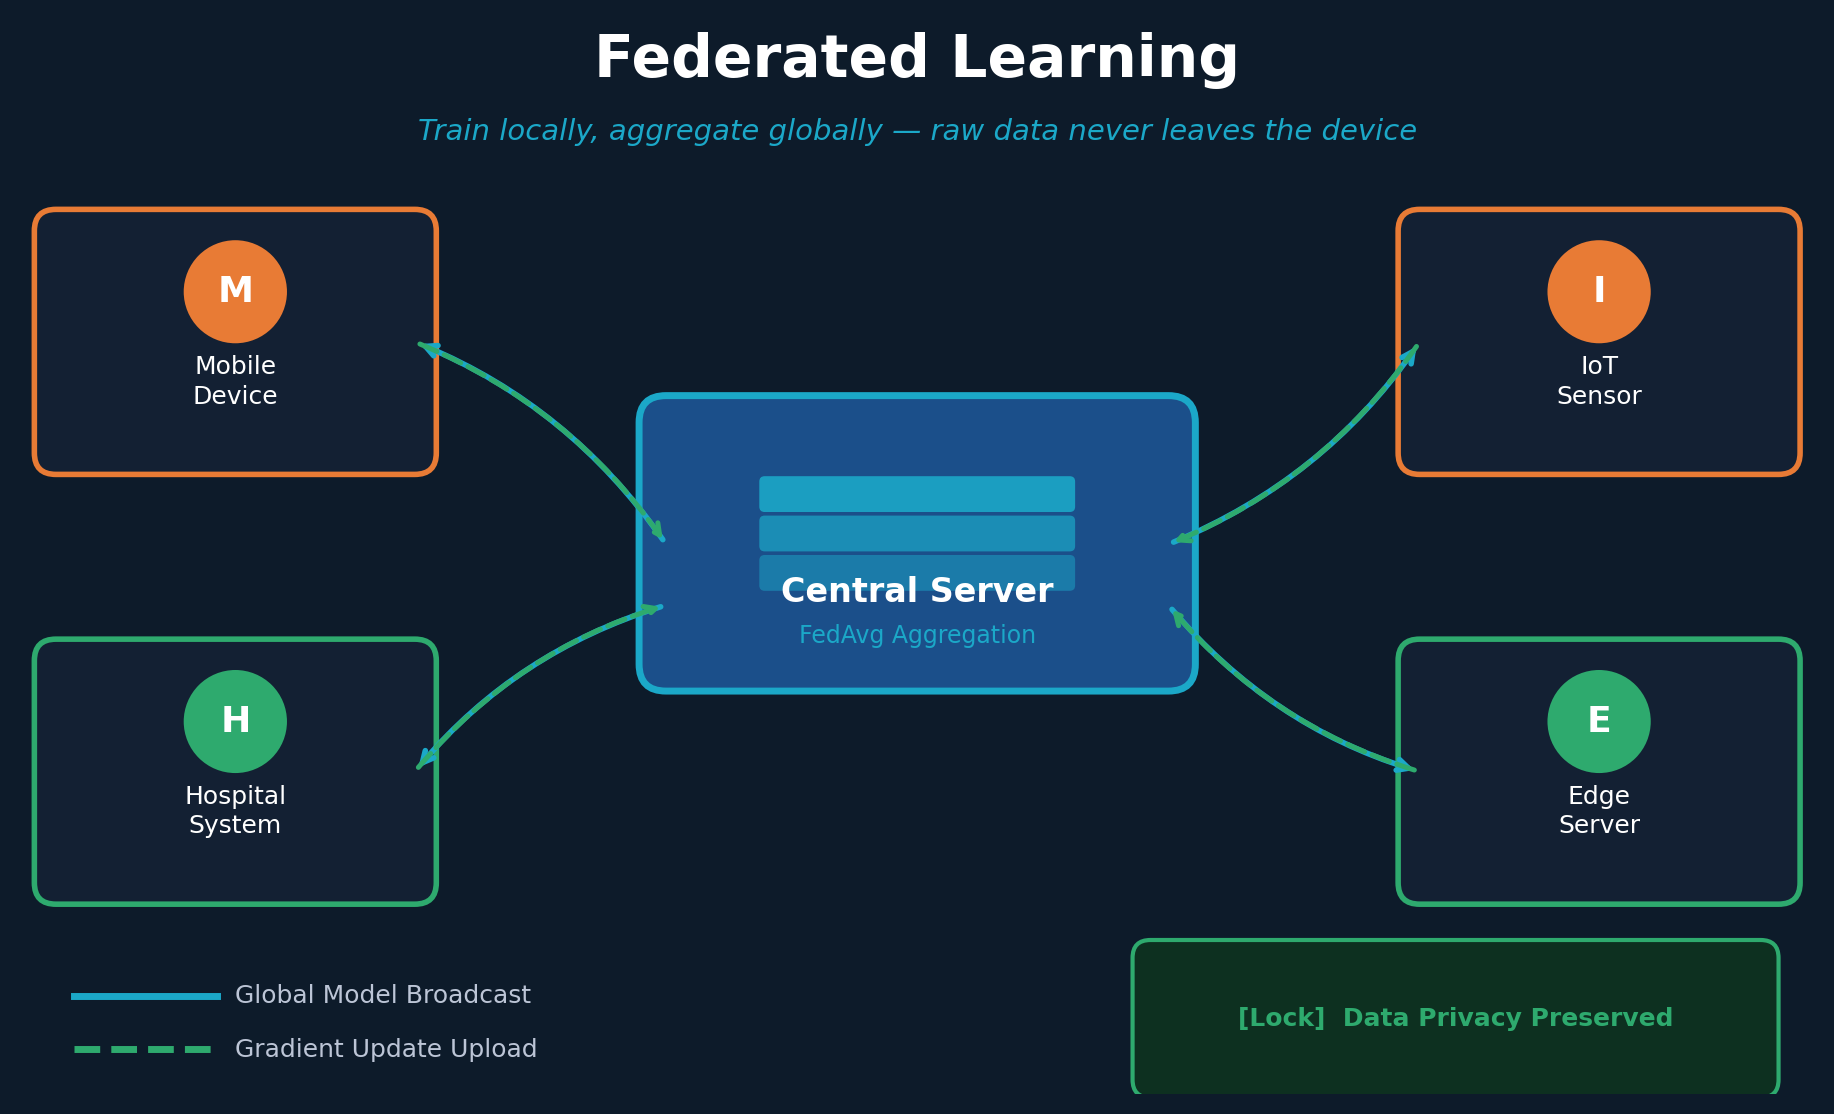 Federated Learning
Train locally, aggregate globally — raw data never leaves the device
M
Mobile
Device
I
IoT
Sensor
Central Server
FedAvg Aggregation
H
Hospital
System
E
Edge
Server
Global Model Broadcast
Gradient Update Upload
[Lock]  Data Privacy Preserved